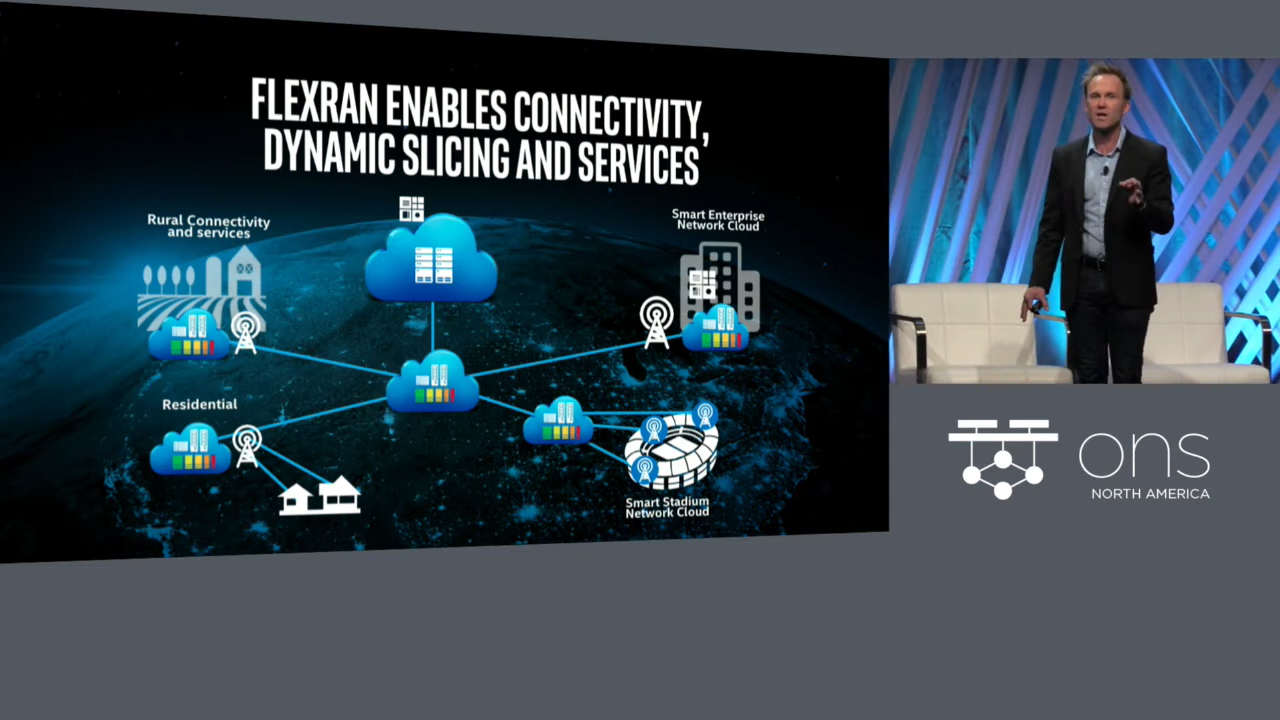 FLEXRAN ENABLES CONNECTIVITY,
DYNAMIC SLICING AND SERVICES
Rural Connectivity
and services
Smart Enterprise
Network Cloud
Residential
Smart Stadium
Network Cloud
ons
NORTH AMERICA